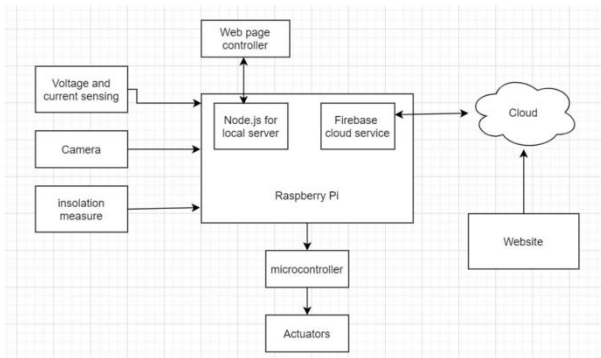 Web page
controller
Voltage and
current sensing
Node.js for
local server
Firebase
cloud service
Cloud
Camera
Raspberry Pi
insolation
measure
Website
microcontroller
Actuators